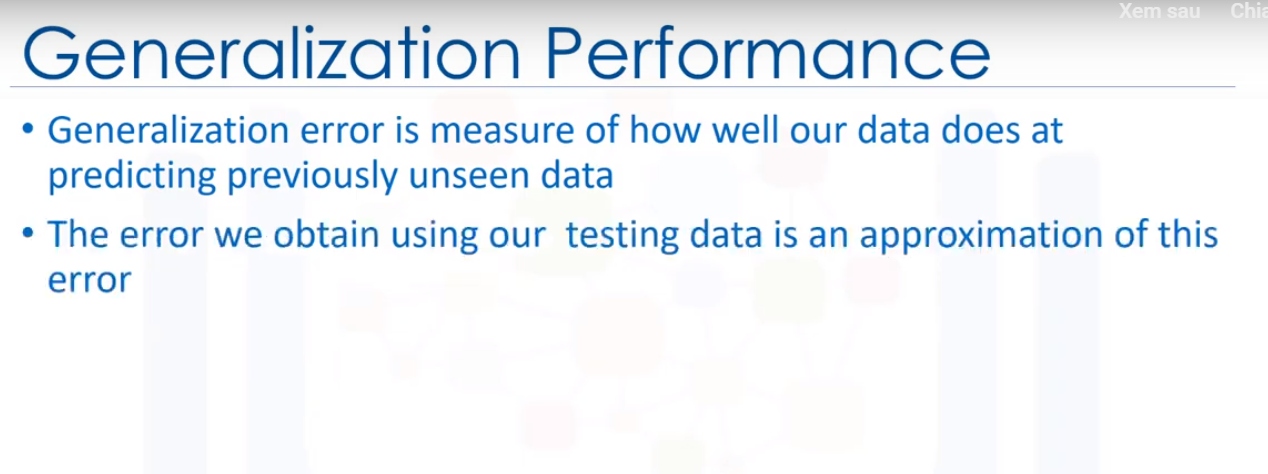 Xem sau Chia
Generalization Performance
• Generalization error is measure of how well our data does at
predicting previously unseen data
• The error we obtain using our testing data is an approximation of this
error